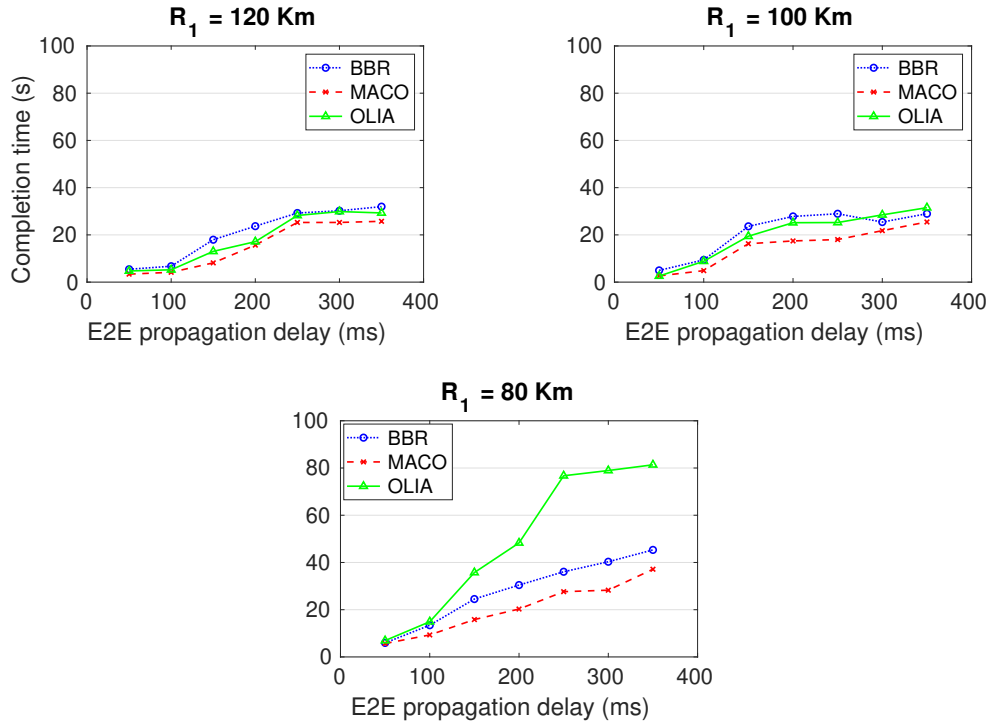 R1 = 120 Km
100
80
60
40
20
0
Completion time (s)
BBR
MACO
OLIA
0
100
200
300
400
E2E propagation delay (ms)
R1 = 100 Km
100
80
60
40
20
0
BBR
MACO
OLIA
0
100
200
300
400
E2E propagation delay (ms)
R1 = 80 Km
100
80
60
40
20
0
BBR
MACO
OLIA
0
100
200
300
400
E2E propagation delay (ms)